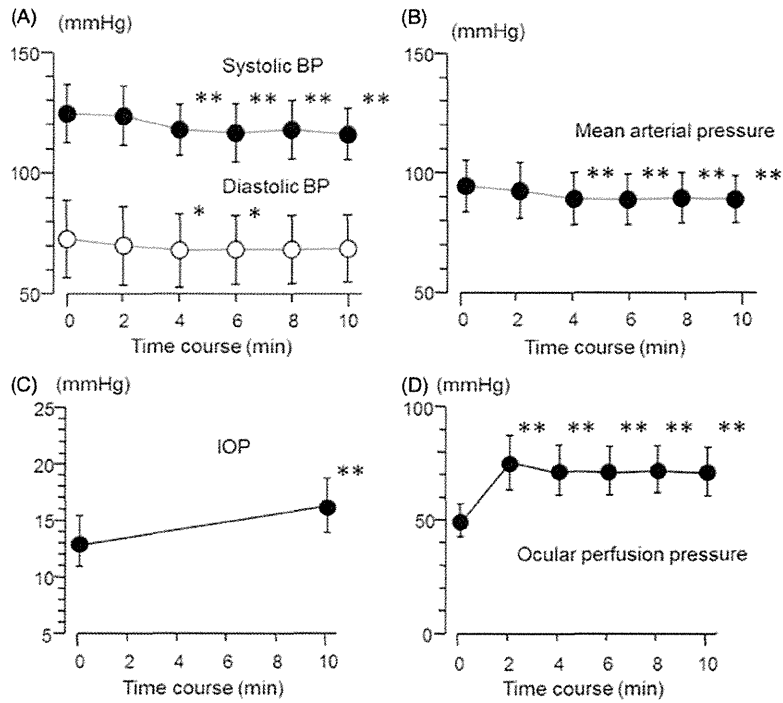 (A) (mmHg)
150
Systolic BP
** ** ** **
100
Diastolic BP
* *
50
0 2 4 6 8 10
Time course (min)
(B) (mmHg)
150
Mean arterial pressure
100
** ** ** **
50
0 2 4 6 8 10
Time course (min)
(C) (mmHg)
25
IOP
20
**
15
10
5
0 2 4 6 8 10
Time course (min)
(D) (mmHg)
100
** ** ** ** **
50
Ocular perfusion pressure
0
0 2 4 6 8 10
Time course (min)